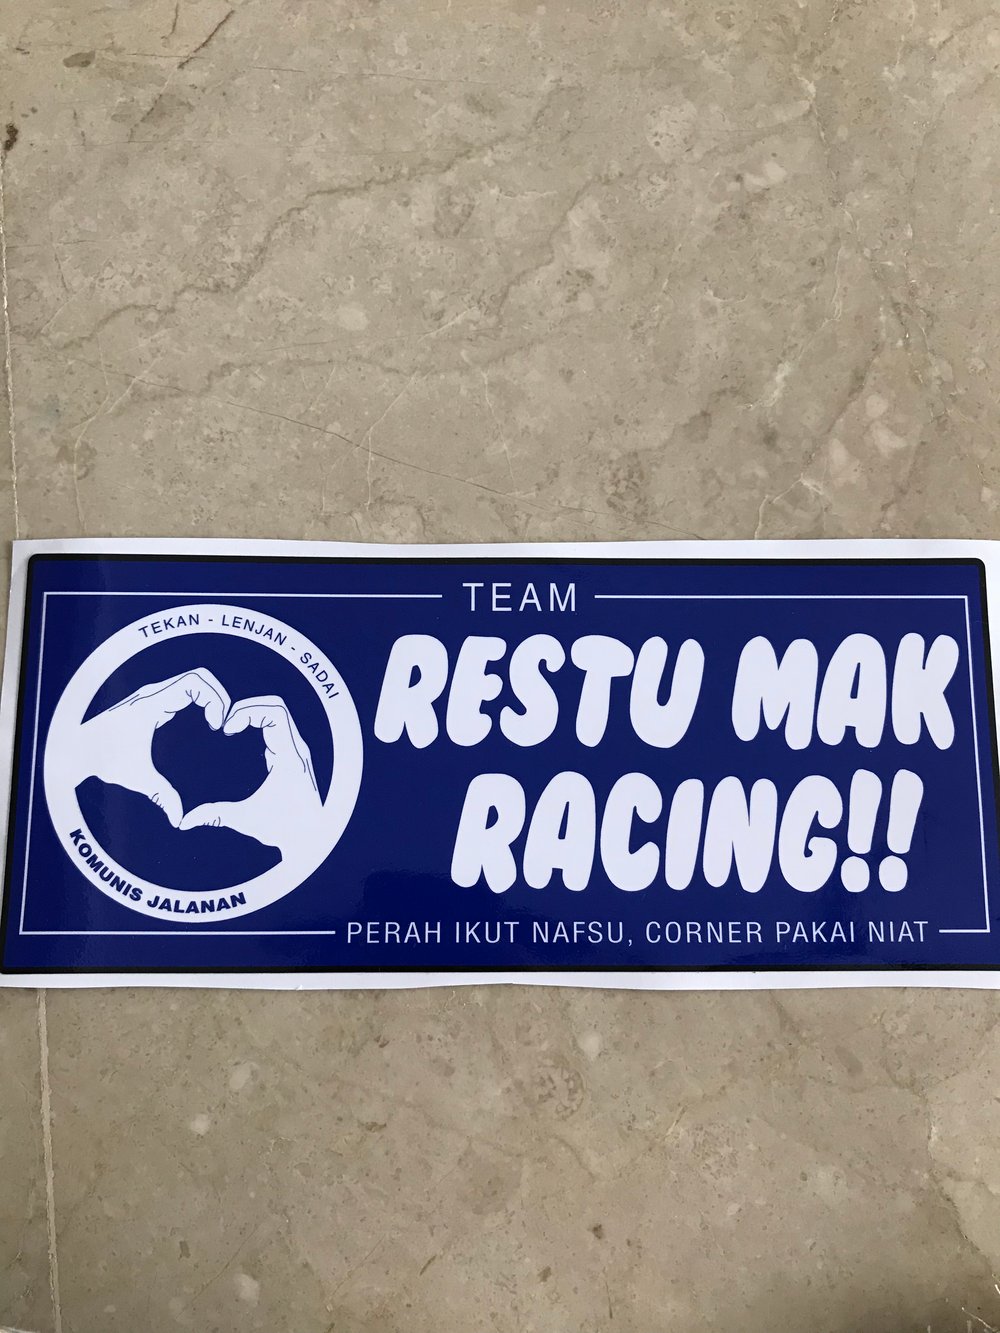 TEAM
TEKAN - LENJAN - SADAI
KOMUNIS JALANAN
RESTU MAK
RACING!!
PERAH IKUT NAFSU, CORNER PAKAI NIAT